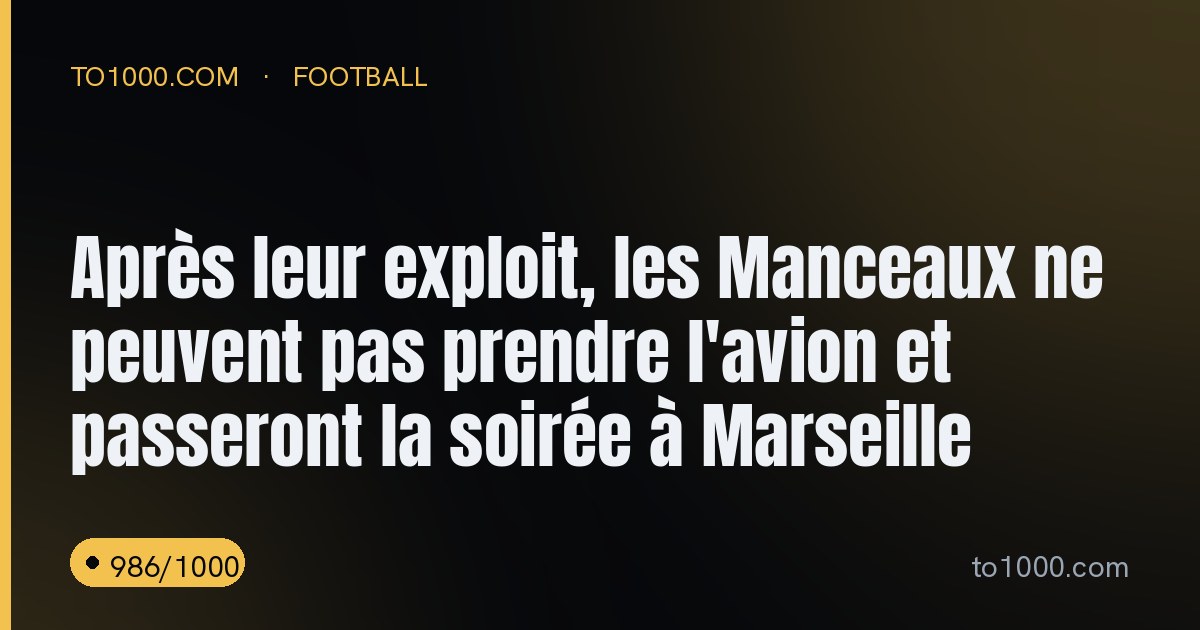 TO1000.COM · FOOTBALL
Après leur exploit, les Manceaux ne
peuvent pas prendre l'avion et
passeront la soirée à Marseille
986/1000
to1000.com